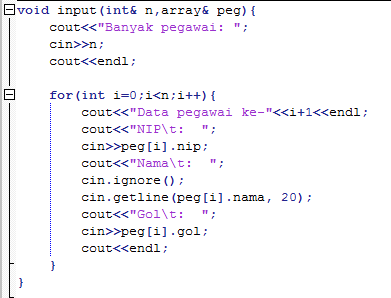 void input(int& n,array& peg){
cout<<"Banyak pegawai: ";
cin>>n;
cout<<endl;
for(int i=0;i<n;i++){
cout<<"Data pegawai ke-"<<i+1<<endl;
cout<<"NIP\t:  ";
cin>>peg[i].nip;
cout<<"Nama\t:  ";
cin.ignore();
cin.getline(peg[i].nama, 20);
cout<<"Gol\t:  ";
cin>>peg[i].gol;
cout<<endl;
}
}